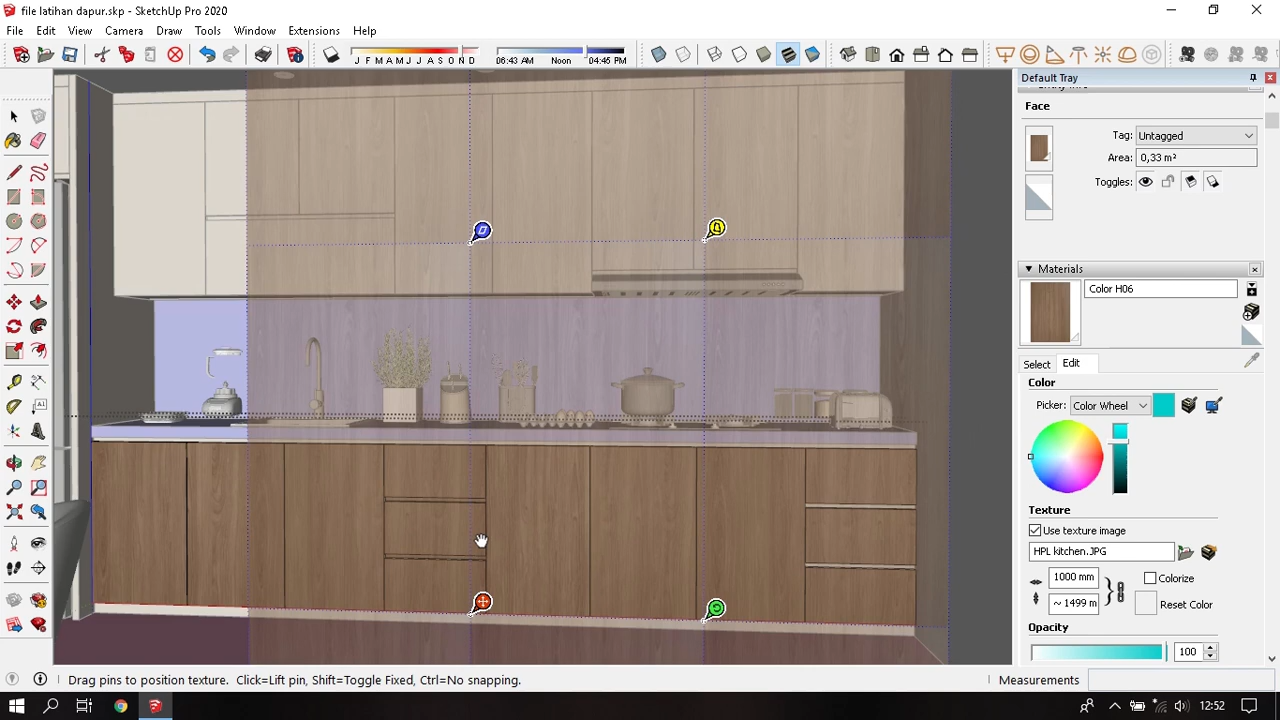 file latihan dapur.skp - SketchUp Pro 2020
File Edit View Camera Draw Tools Window Extensions Help
J F M A M J J A S O N D 06:43 AM Noon 04:45 PM
Default Tray
Entity Info
Face
Tag: Untagged
Area: 0,33 m²
Toggles:
Materials
Color H06
Select Edit
Color
Picker: Color Wheel
Texture
Use texture image
HPL kitchen.JPG
1000 mm Colorize
~ 1499 m Reset Color
Opacity
100
Drag pins to position texture. Click=Lift pin, Shift=Toggle Fixed, Ctrl=No snapping. Measurements
12:52